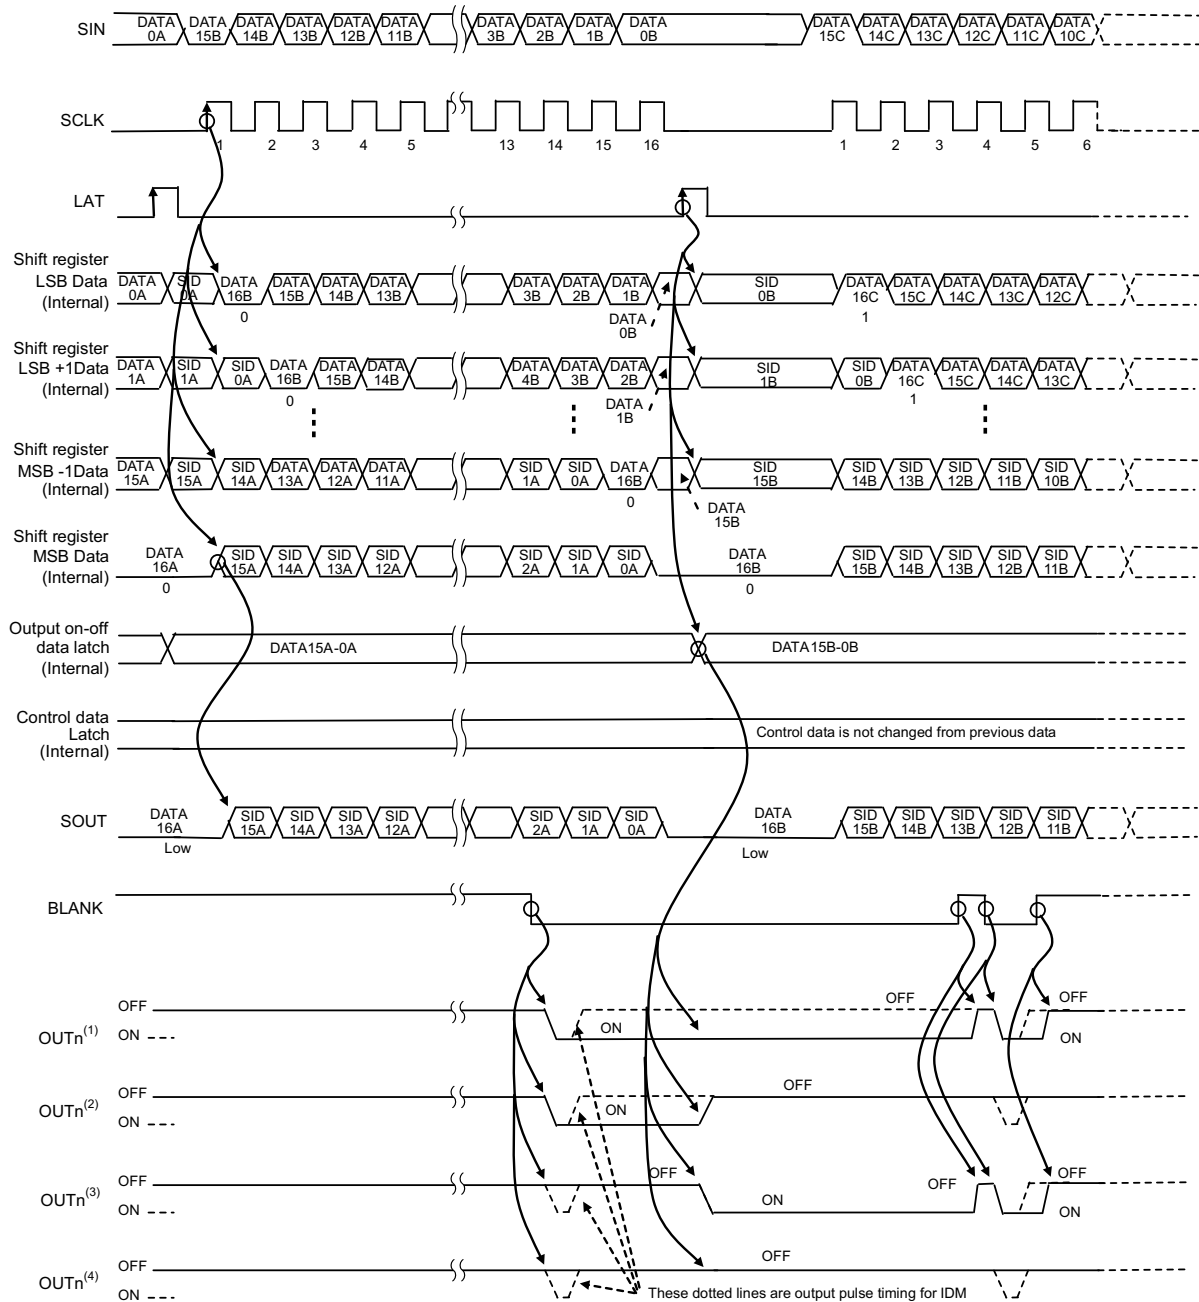 SIN
DATA 0A DATA 15B DATA 14B DATA 13B DATA 12B DATA 11B DATA 3B DATA 2B DATA 1B DATA 0B DATA 15C DATA 14C DATA 13C DATA 12C DATA 11C DATA 10C
SCLK
1 2 3 4 5 13 14 15 16 1 2 3 4 5 6
LAT
Shift register
LSB Data
(Internal)
DATA 0A SID 0A DATA 16B DATA 15B DATA 14B DATA 13B DATA 3B DATA 2B DATA 1B SID 0B DATA 16C DATA 15C DATA 14C DATA 13C DATA 12C
0 DATA 0B 1
Shift register
LSB +1Data
(Internal)
DATA 1A SID 1A SID 0A DATA 16B DATA 15B DATA 14B DATA 4B DATA 3B DATA 2B SID 1B SID 0B DATA 16C DATA 15C DATA 14C DATA 13C
0 DATA 1B 1
Shift register
MSB -1Data
(Internal)
DATA 15A SID 15A SID 14A DATA 13A DATA 12A DATA 11A SID 1A SID 0A DATA 16B SID 15B SID 14B SID 13B SID 12B SID 11B SID 10B
0 DATA 15B
Shift register
MSB Data
(Internal)
DATA 16A SID 15A SID 14A SID 13A SID 12A SID 2A SID 1A SID 0A DATA 16B SID 15B SID 14B SID 13B SID 12B SID 11B
0 0
Output on-off
data latch
(Internal)
DATA15A-0A DATA15B-0B
Control data
Latch
(Internal)
Control data is not changed from previous data
SOUT
DATA 16A SID 15A SID 14A SID 13A SID 12A SID 2A SID 1A SID 0A DATA 16B SID 15B SID 14B SID 13B SID 12B SID 11B
Low Low
BLANK
OUTn(1)
OFF OFF OFF
ON ON ON
OUTn(2)
OFF OFF
ON ON
OUTn(3)
OFF OFF OFF OFF
ON ON ON
OUTn(4)
OFF OFF
ON
These dotted lines are output pulse timing for IDM